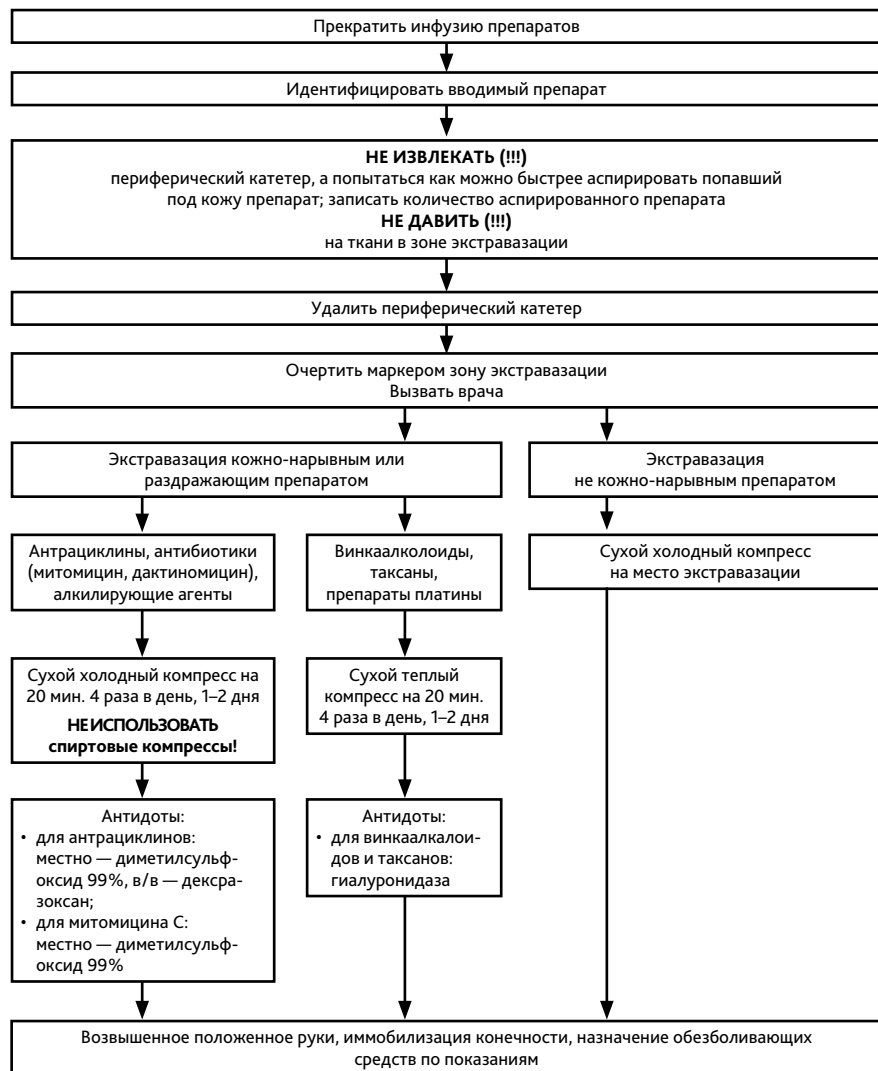 Прекратить инфузию препаратов
Идентифицировать вводимый препарат
НЕ ИЗВЛЕКАТЬ (!!!)
периферический катетер, а попытаться как можно быстрее аспирировать попавший
под кожу препарат; записать количество аспирированного препарата
НЕ ДАВИТЬ (!!!)
на ткани в зоне экстравазации
Удалить периферический катетер
Очертить маркером зону экстравазации
Вызвать врача
Экстравазация кожно-нарывным или
раздражающим препаратом
Экстравазация
не кожно-нарывным препаратом
Антрациклины, антибиотики
(митомицин, дактиномицин),
алкилирующие агенты
Винкаалколоиды,
таксаны,
препараты платины
Сухой холодный компресс
на место экстравазации
Сухой холодный компресс на
20 мин. 4 раза в день, 1–2 дня
НЕ ИСПОЛЬЗОВАТЬ
спиртовые компрессы!
Сухой теплый
компресс на 20 мин.
4 раза в день, 1–2 дня
Антидоты:
• для антрациклинов:
местно — диметилсульф-
оксид 99%, в/в — дексра-
зоксан;
• для митомицина С:
местно — диметилсульф-
оксид 99%
Антидоты:
• для винкаалкалои-
дов и таксанов:
гиалуронидаза
Возвышенное положенное руки, иммобилизация конечности, назначение обезболивающих
средств по показаниям